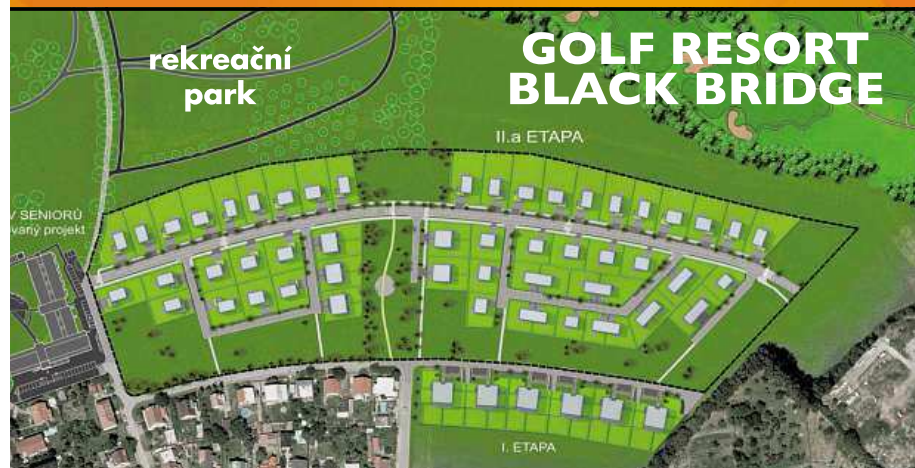 rekreační
park
GOLF RESORT
BLACK BRIDGE
II.a ETAPA
V SENIORŮ
vaný projekt
I. ETAPA